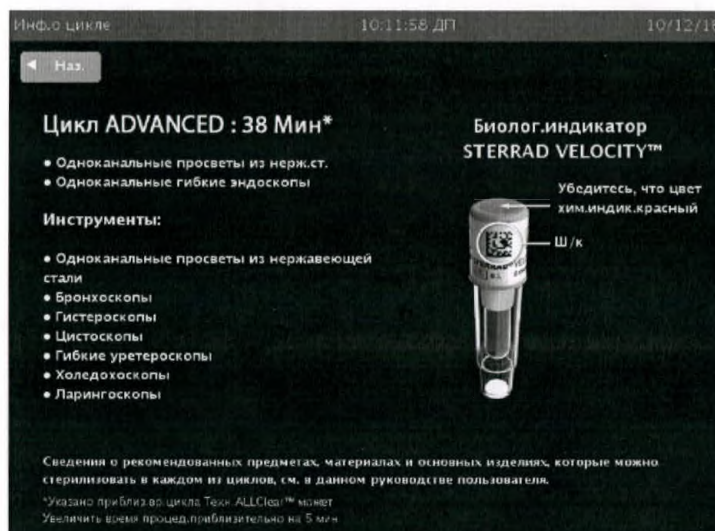 Инф.о цикле 10:11:58 ДП 10/12/18
Наз.
Цикл ADVANCED : 38 Мин*
• Одноканальные просветы из нерж.ст.
• Одноканальные гибкие эндоскопы
Инструменты:
• Одноканальные просветы из нержавеющей
стали
• Бронхоскопы
• Гистероскопы
• Цистоскопы
• Гибкие уретероскопы
• Холедохоскопы
• Ларингоскопы
Биолог.индикатор
STERRAD VELOCITY™
Убедитесь, что цвет
хим.индик.красный
Ш/к
Сведения о рекомендованных предметах, материалах и основных изделиях, которые можно
стерилизовать в каждом из циклов, см. в данном руководстве пользователя.
*Указано приблиз.вр.цикла Техн.ALLClear™ может
Увеличить время процед.приблизительно на 5 мин